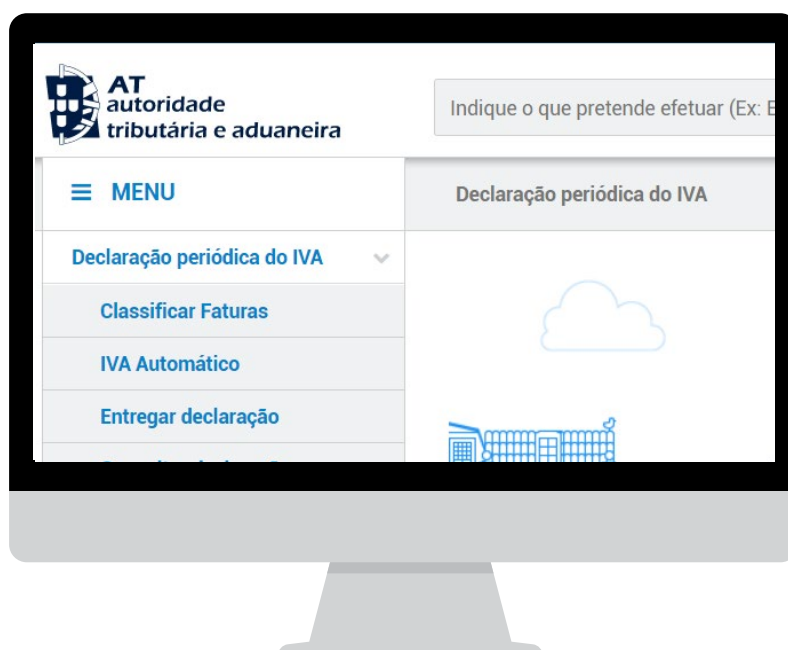 AT
autoridade
tributária e aduaneira
Indique o que pretende efetuar (Ex:
MENU
Declaração periódica do IVA
Declaração periódica do IVA
Classificar Faturas
IVA Automático
Entregar declaração